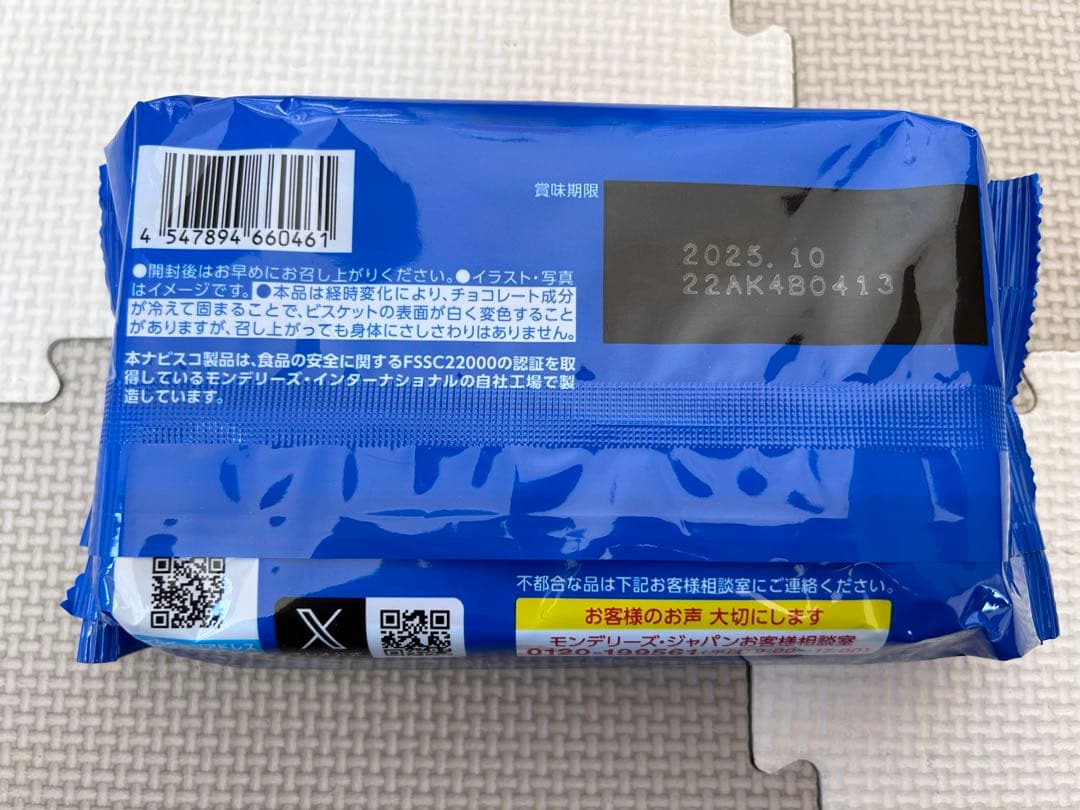 4 547894 660461
賞味期限
2025.10
22AK4B0413
●開封後はお早めにお召し上がりください。●イラスト・写真
はイメージです。●本品は経時変化により、チョコレート成分
が冷えて固まることで、ビスケットの表面が白く変色すること
がありますが、召し上がっても身体にさしさわりはありません。
本ナビスコ製品は、食品の安全に関するFSSC22000の認証を取
得しているモンデリーズ・インターナショナルの自社工場で製
造しています。
不都合な品は下記お客様相談室にご連絡ください。
お客様のお声 大切にします
モンデリーズ・ジャパンお客様相談室
0120-199561
X